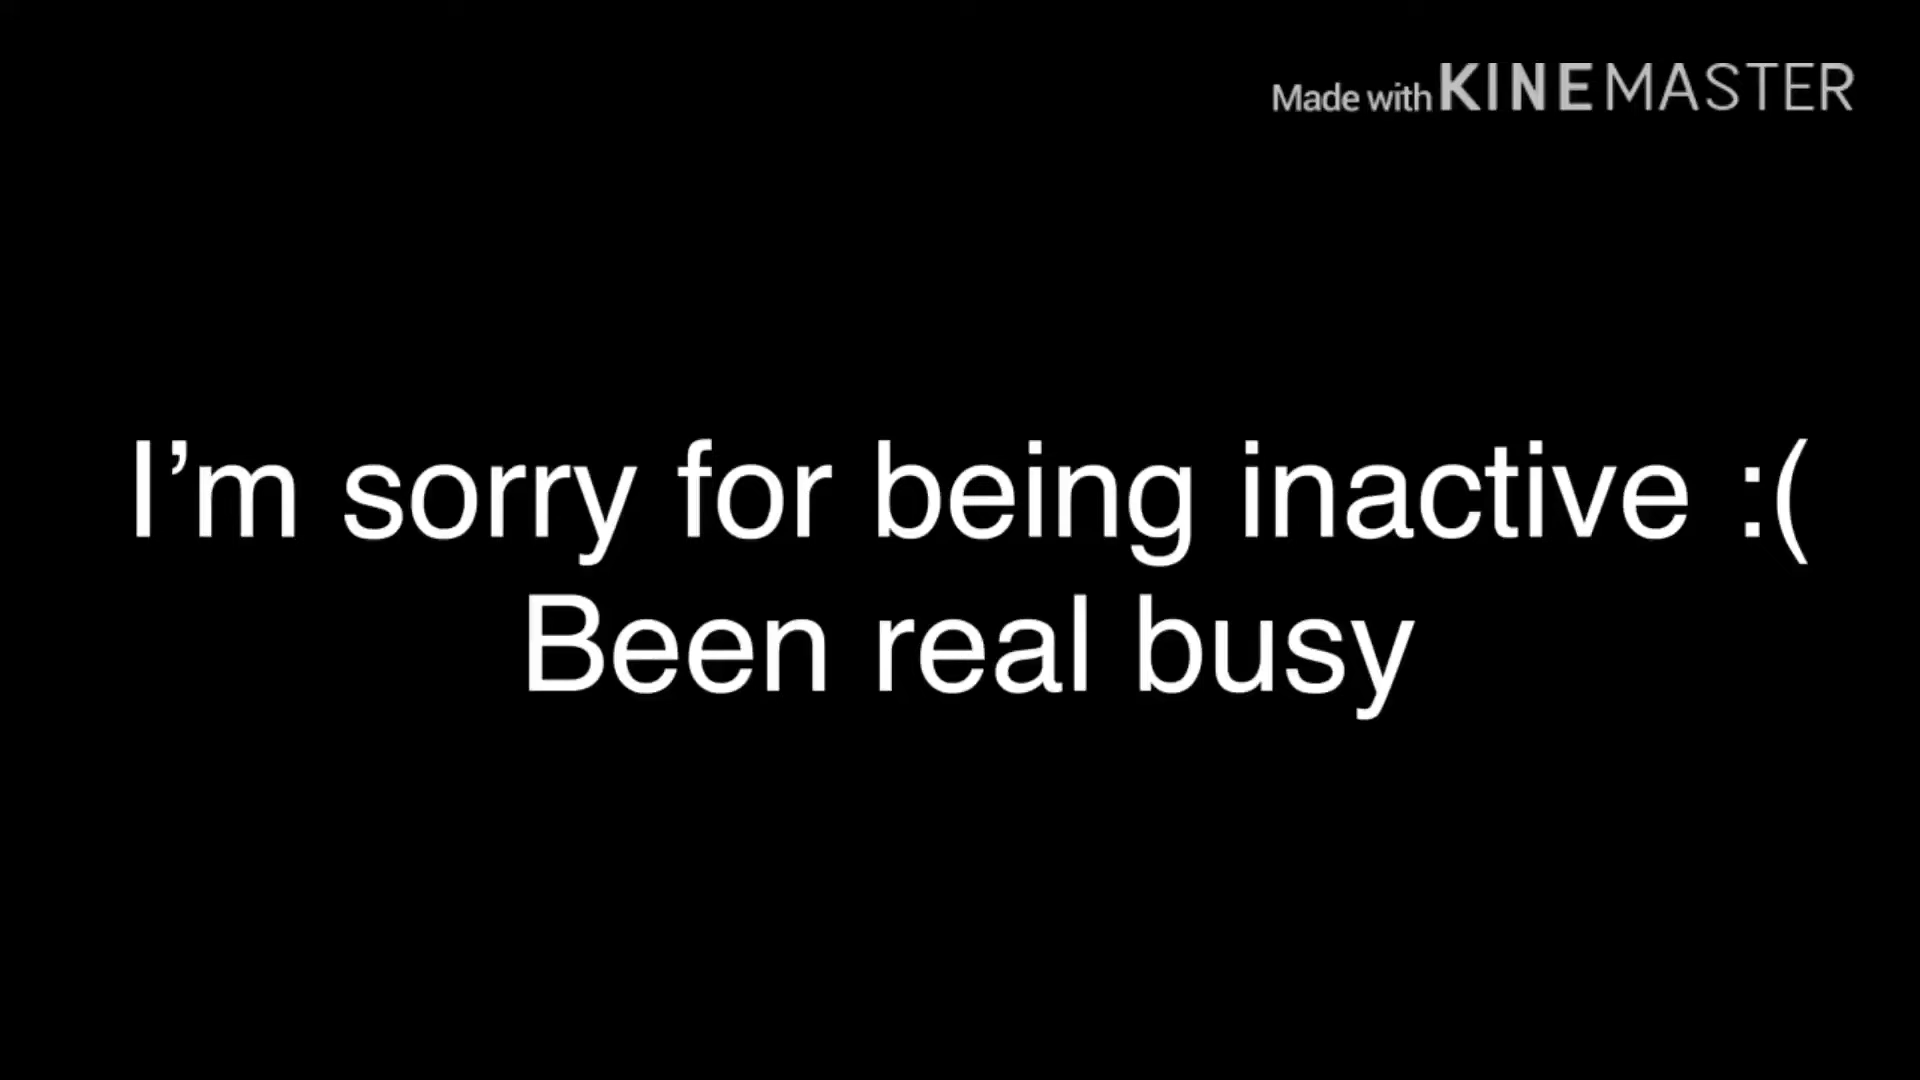 Made with KINEMASTER
I’m sorry for being inactive :(
Been real busy